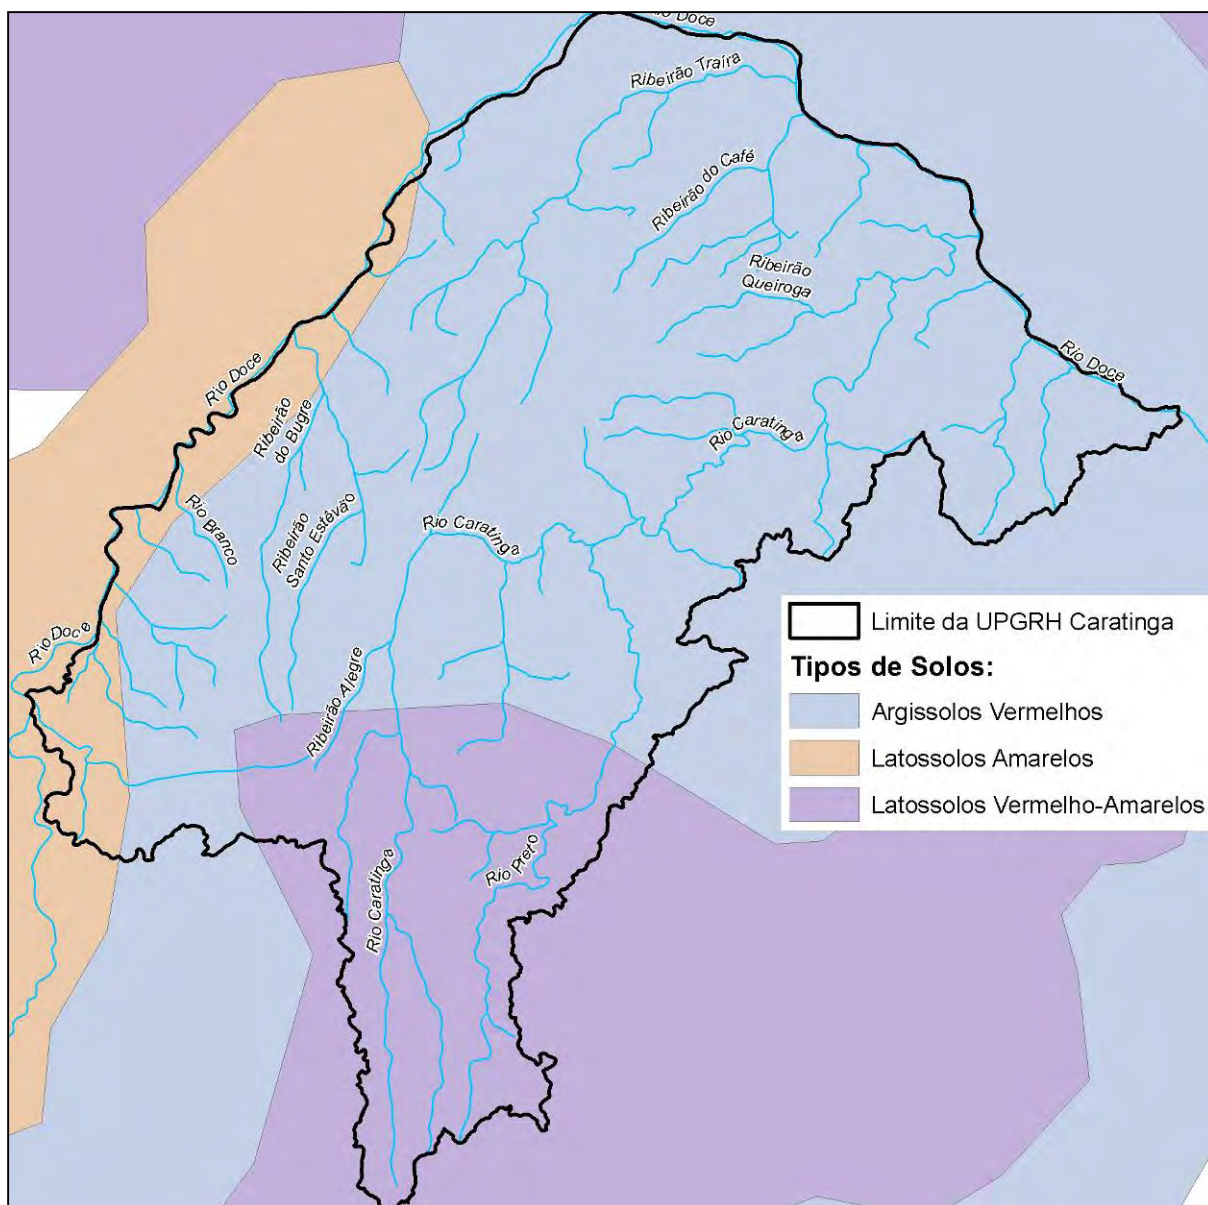 Rio Doce
Ribeirão Traíra
Ribeirão do Café
Ribeirão
Queiroga
Rio Doce
Rio Doce
Ribeirão
do Bugre
Rio Caratinga
Rio Branco
Ribeirão
Santo Estêvão
Rio Caratinga
Rio Doce
Ribeirão Alegre
Rio Caratinga
Rio Preto
Limite da UPGRH Caratinga
Tipos de Solos:
Argissolos Vermelhos
Latossolos Amarelos
Latossolos Vermelho-Amarelos